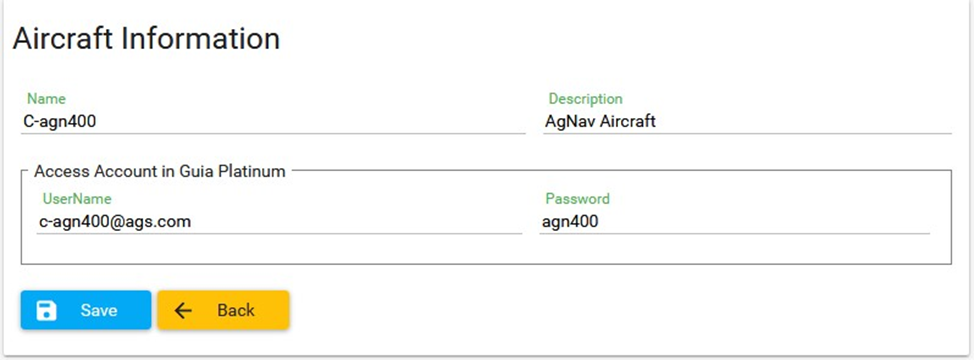 Aircraft Information
Name
Description
C-agn400
AgNav Aircraft
Access Account in Guia Platinum
UserName
Password
c-agn400@ags.com
agn400
Save
Back